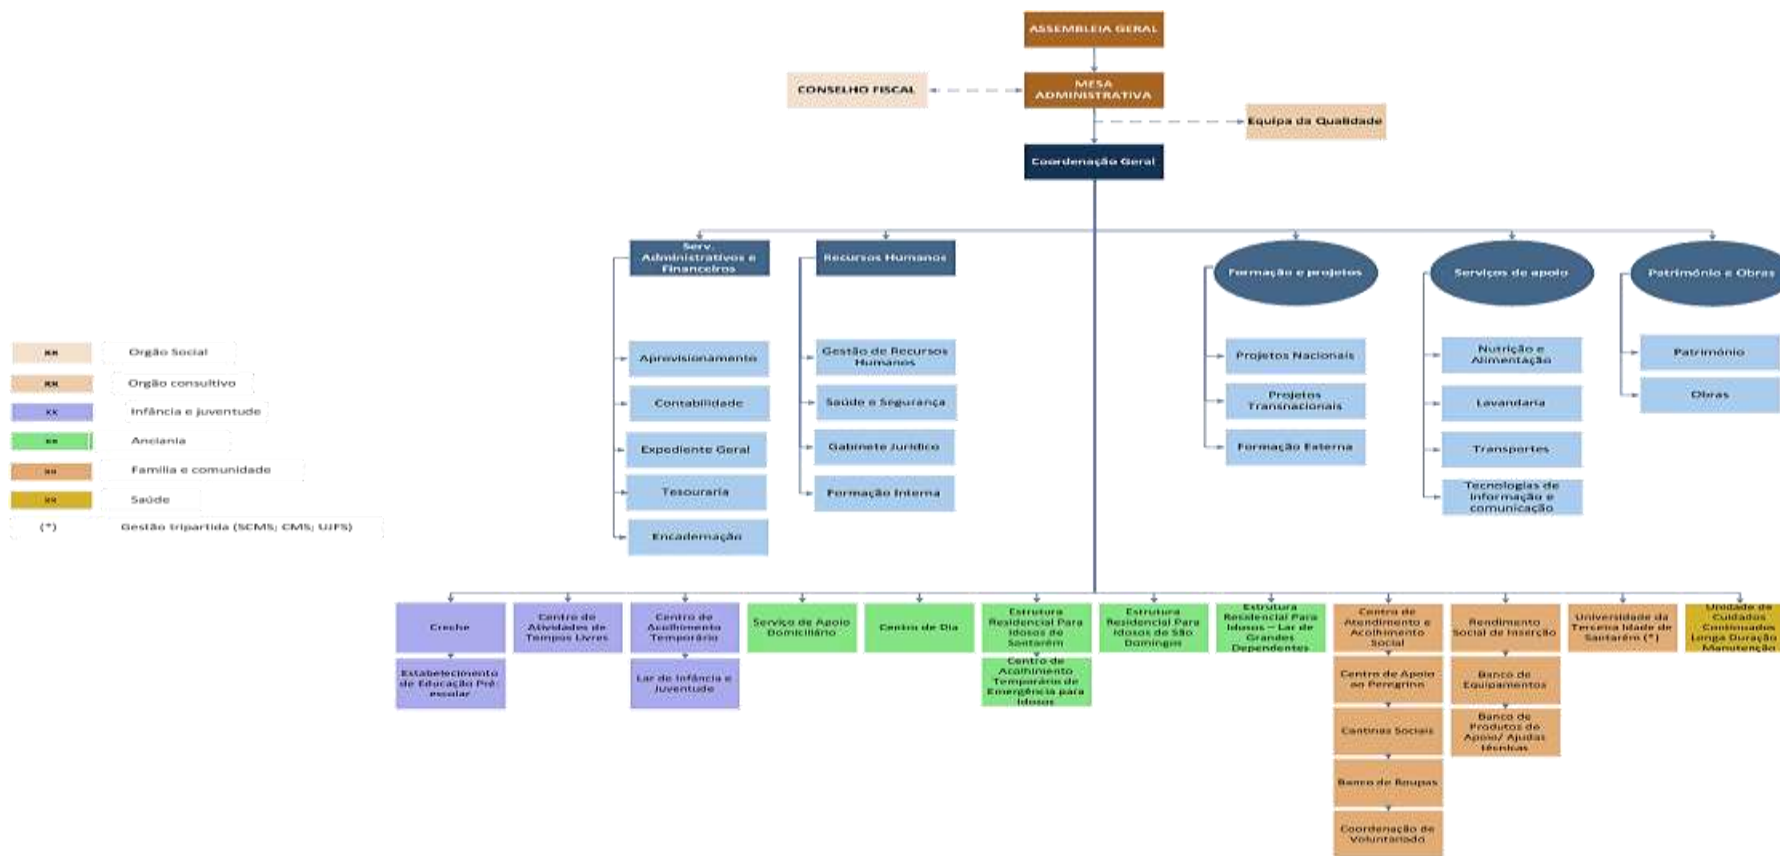 ASSEMBLEIA GERAL
CONSELHO FISCAL
MESA
ADMINISTRATIVA
Equipa da Qualidade
Coordenação Geral
Serv.
Administrativos e
Financeiros
Recursos Humanos
Formação e projetos
Serviços de apoio
Património e Obras
Aprovisionamento
Contabilidade
Expediente Geral
Tesouraria
Encadernação
Gestão de Recursos
Humanos
Saúde e Segurança
Gabinete Jurídico
Formação Interna
Projetos Nacionais
Projetos
Transnacionais
Formação Externa
Nutrição e
Alimentação
Lavandaria
Transportes
Tecnologias de
Informação e
comunicação
Património
Obras
xx Orgão Social
xx Orgão consultivo
xx Infância e juventude
xx Anciania
xx Família e comunidade
xx Saúde
(*) Gestão tripartida (SCMS; CMS; UJFS)
Creche
Estabelecimento
de Educação Pré-
escolar
Centro de
Atividades de
Tempos Livres
Centro de
Acolhimento
Temporário
Lar de Infância e
Juventude
Serviço de Apoio
Domiciliário
Centro de Dia
Estrutura
Residencial Para
Idosos de
Santarém
Centro de
Acolhimento
Temporário de
Emergência para
Idosos
Estrutura
Residencial Para
Idosos de São
Domingos
Estrutura
Residencial Para
Idosos – Lar de
Grandes
Dependentes
Centro de
Atendimento e
Acolhimento
Social
Centro de Apoio
ao Peregrino
Cantinas Sociais
Banco de Roupas
Coordenação de
Voluntariado
Rendimento
Social de Inserção
Banco de
Equipamentos
Banco de
Produtos de
Apoio/ Ajudas
técnicas
Universidade da
Terceira Idade de
Santarém (*)
Unidade de
Cuidados
Continuados
Longa Duração
Manutenção